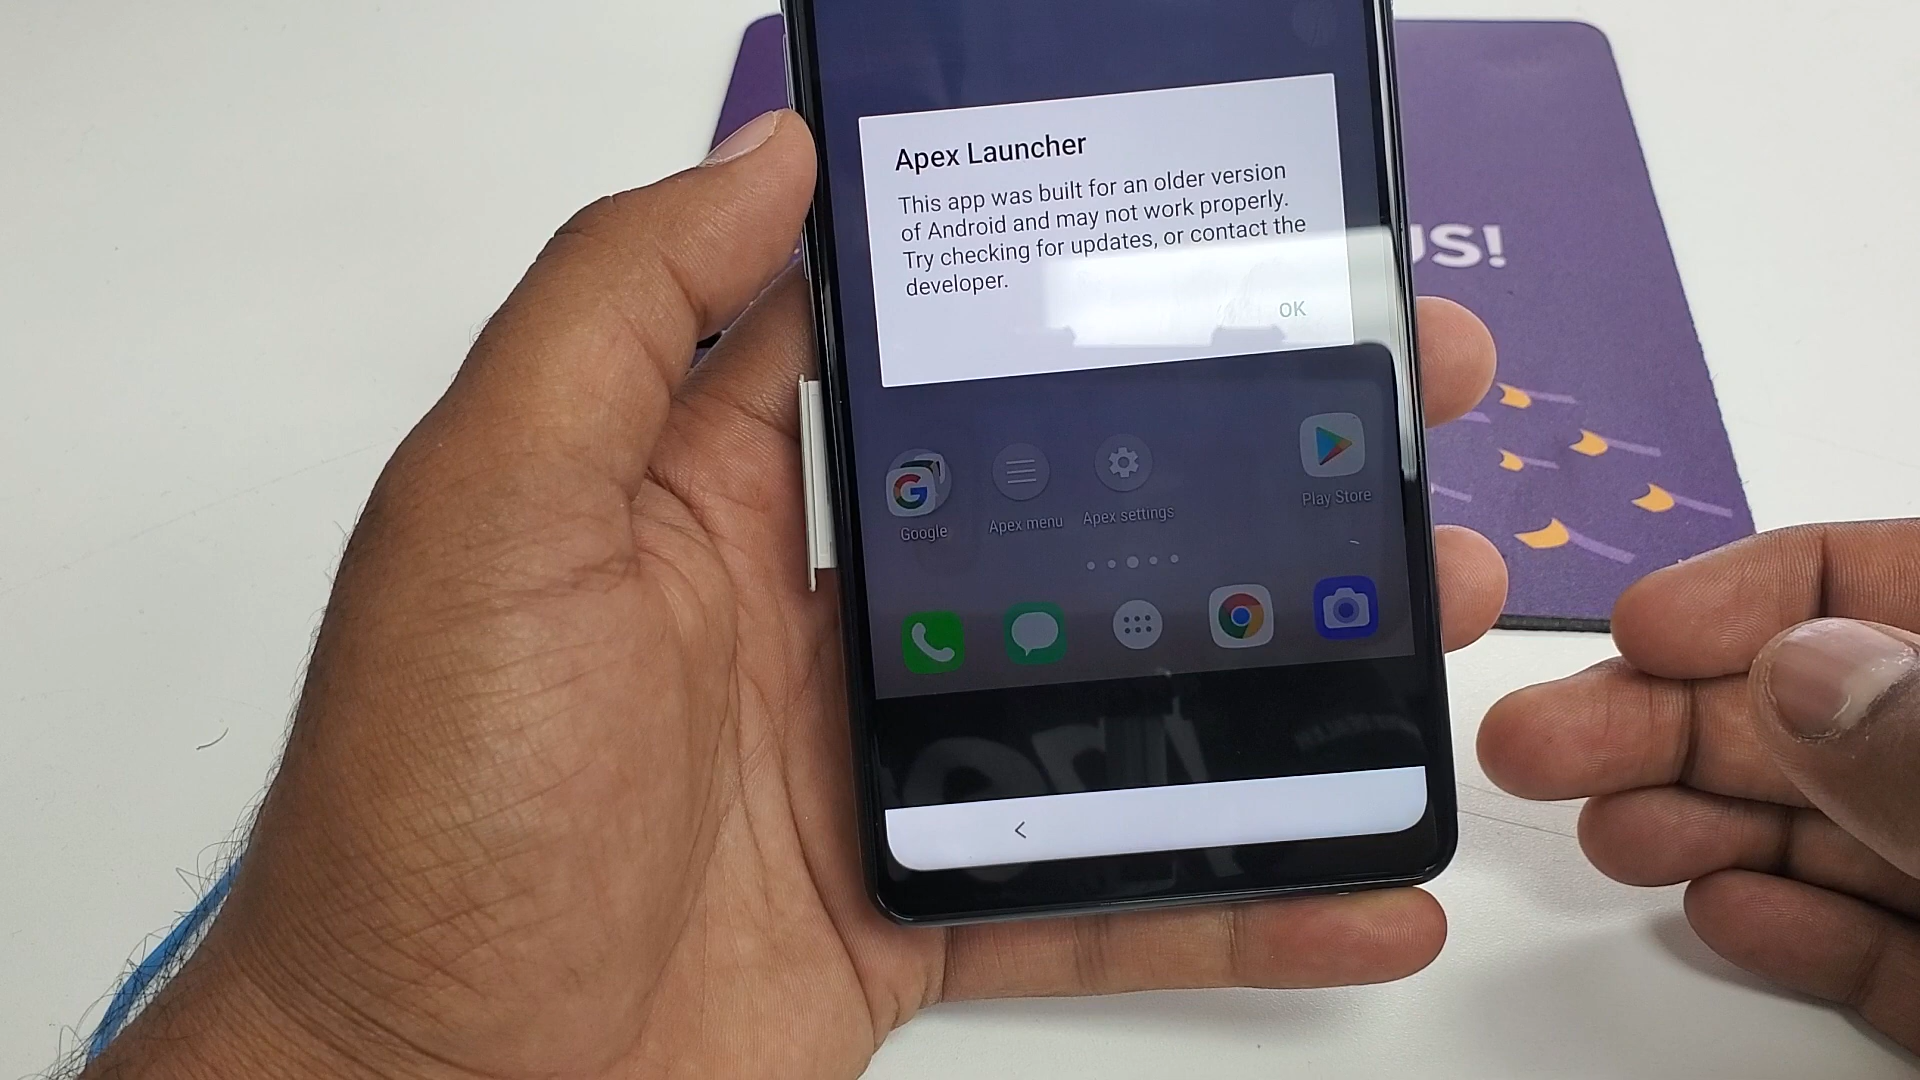 Apex Launcher
This app was built for an older version
of Android and may not work properly.
Try checking for updates, or contact the
developer.
OK
US!
Google
Apex menu
Apex settings
Play Store